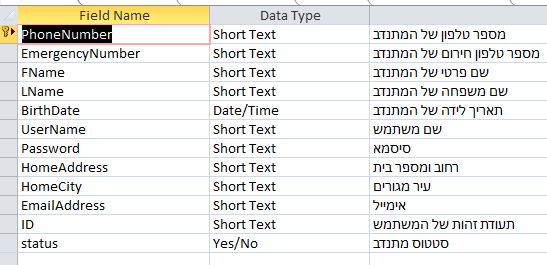 Field Name Data Type
PhoneNumber Short Text מספר טלפון של המתנדב
EmergencyNumber Short Text מספר טלפון חירום של המתנדב
FName Short Text שם פרטי של המתנדב
LName Short Text שם משפחה של המתנדב
BirthDate Date/Time תאריך לידה של המתנדב
UserName Short Text שם משתמש
Password Short Text סיסמא
HomeAddress Short Text רחוב ומספר בית
HomeCity Short Text עיר מגורים
EmailAddress Short Text אימייל
ID Short Text תעודת זהות של המשתמש
status Yes/No סטטוס מתנדב